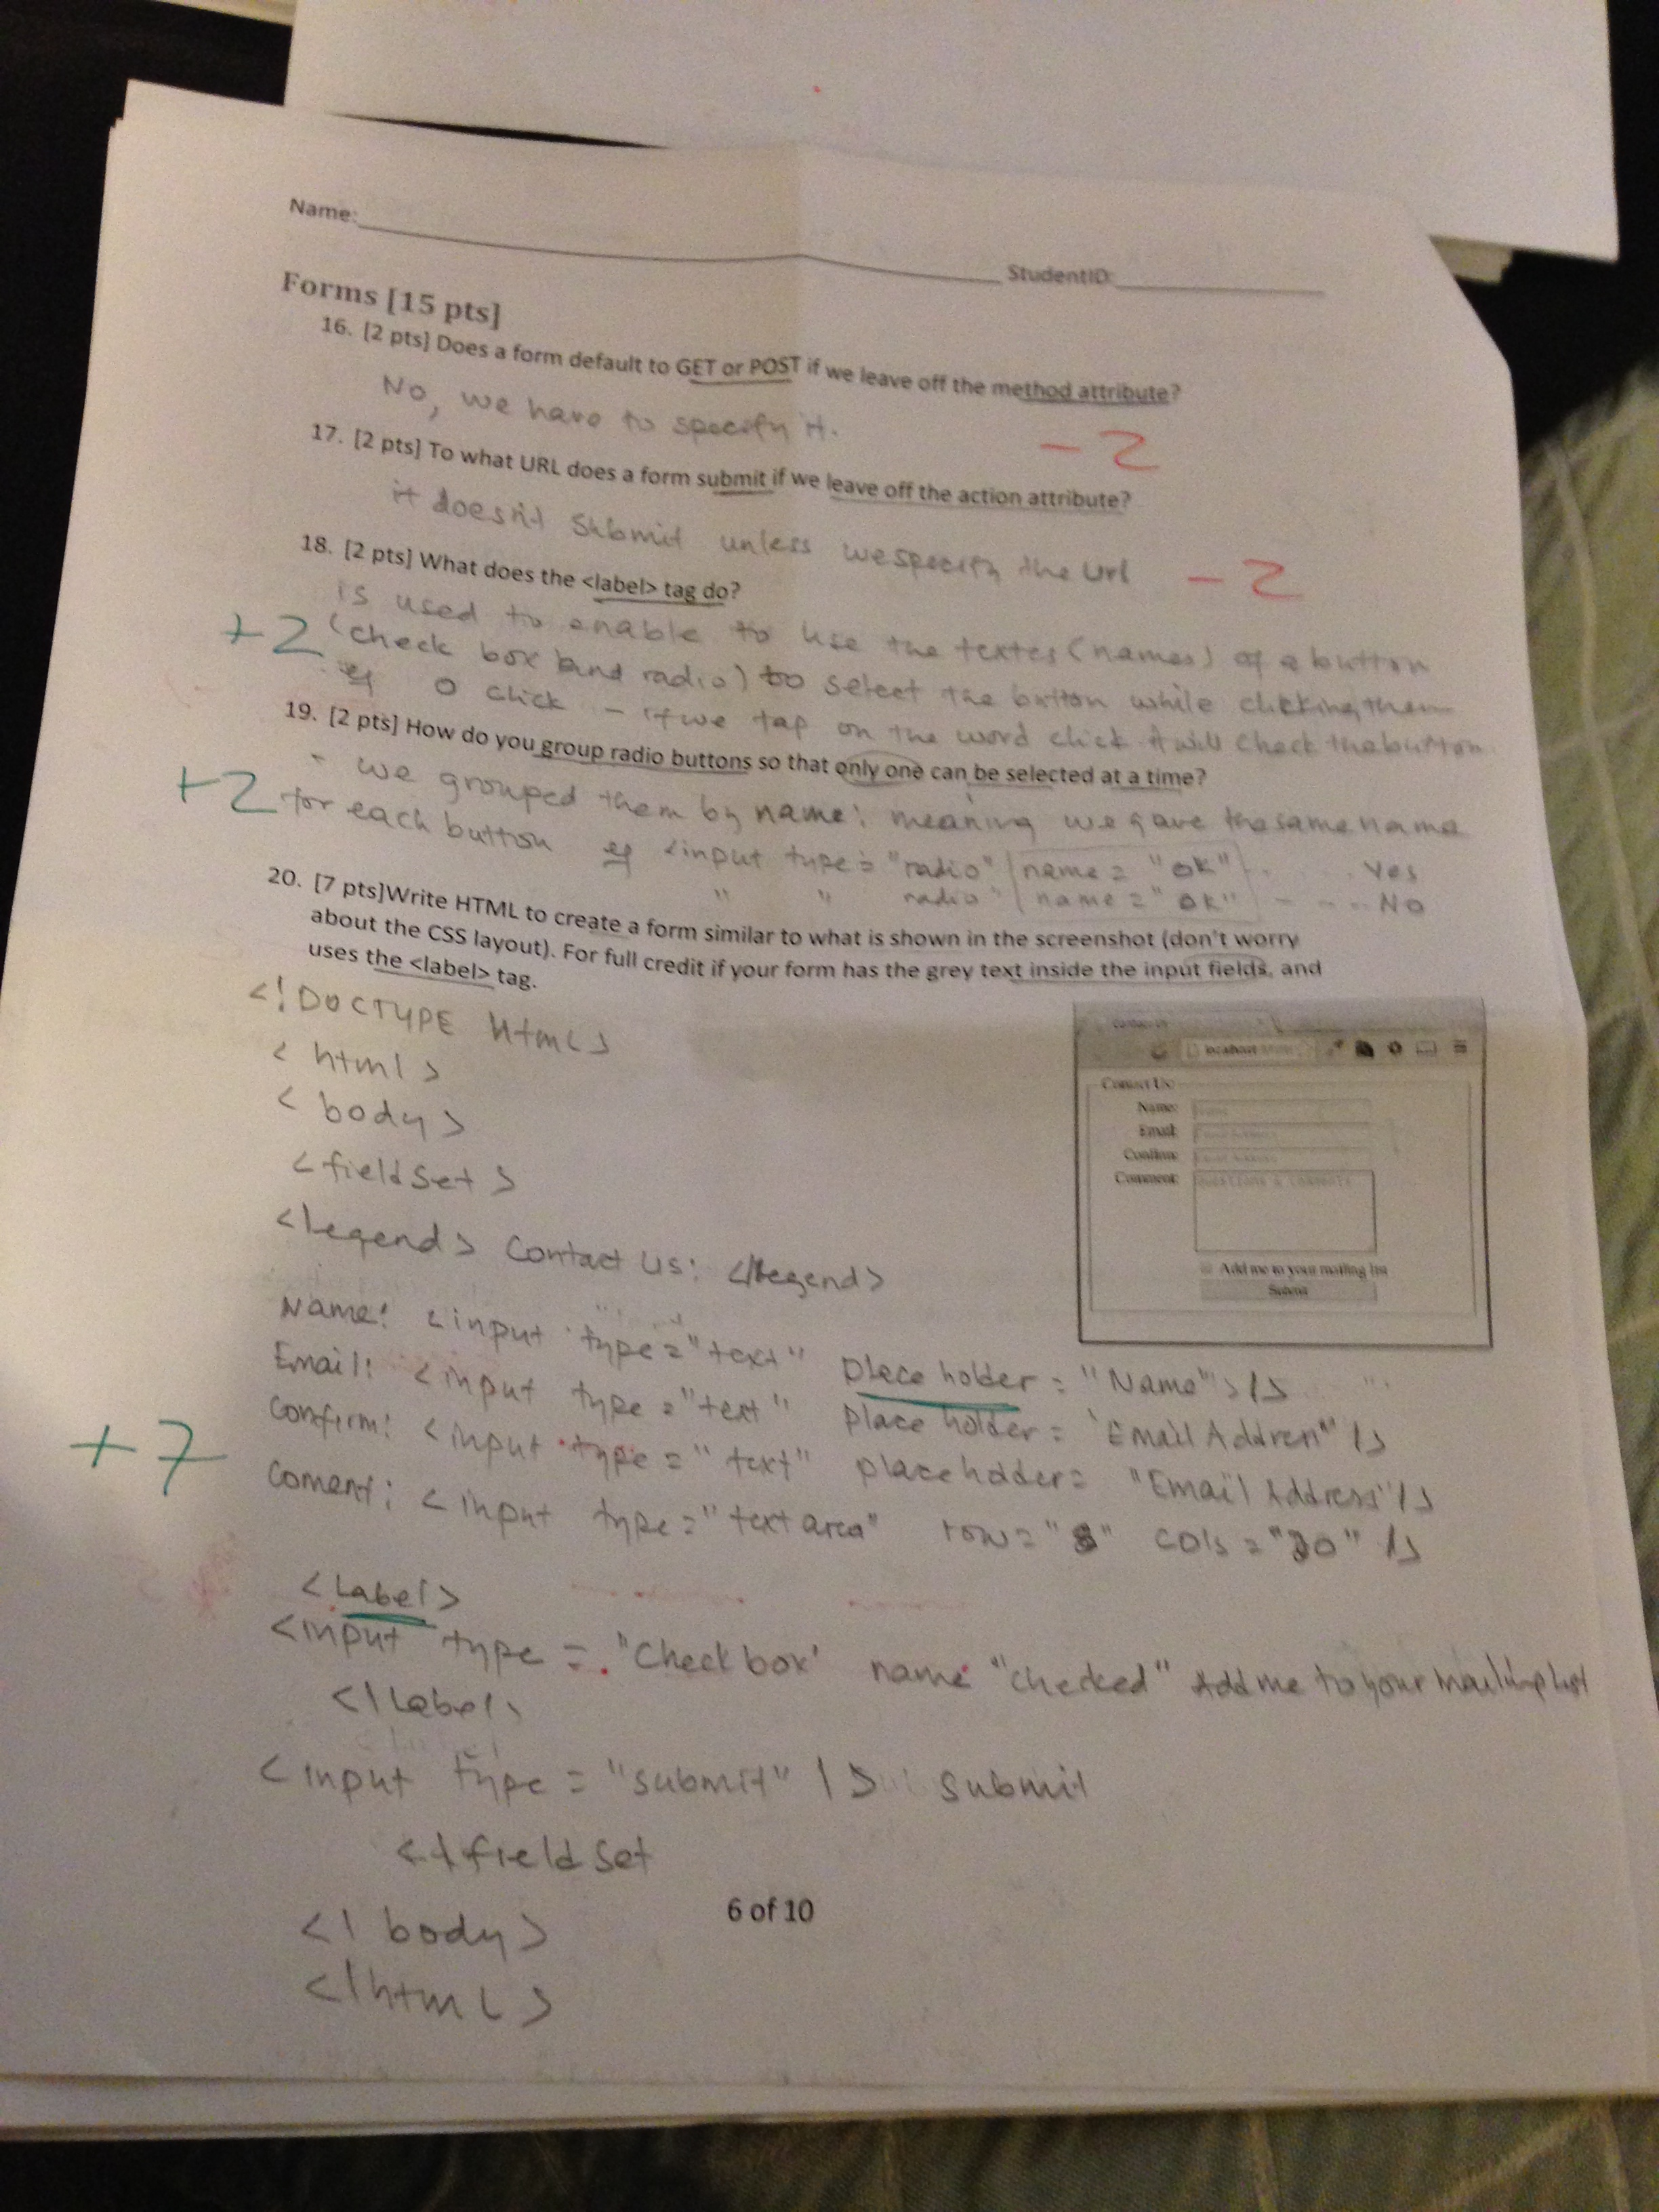 Name:
StudentID:
Forms [15 pts]
16. [2 pts] Does a form default to GET or POST if we leave off the method attribute?
No, we have to specify it.
-2
17. [2 pts] To what URL does a form submit if we leave off the action attribute?
it doesn't submit unless we specify the url
-2
18. [2 pts] What does the <label> tag do?
is used to enable to use the textes (names) of a button
+2
(check box and radio) to select the button while clicking them
eg o click - if we tap on the word click it will check the button
19. [2 pts] How do you group radio buttons so that only one can be selected at a time?
- we grouped them by name: meaning we gave the same name
+2
for each button eg <input type = "radio" name = "ok" . . . . Yes
" " radio" name = "ok" - - - - No
20. [7 pts]Write HTML to create a form similar to what is shown in the screenshot (don't worry
about the CSS layout). For full credit if your form has the grey text inside the input fields, and
uses the <label> tag.
<!DOCTYPE html>
<html>
<body>
<fieldset>
<legend> Contact Us: </legend>
Contact Us:
Name:
Email:
Confirm:
Comment:
Questions & Comments
Add me to your mailing list
Submit
Name: <input type = "text" place holder = "Name"> />
Email: <input type = "text" place holder = "Email Address" />
Confirm: <input type = "text" placeholder = "Email Address" />
+7
Coment: <input type = "text area" row = "8" cols = "30" />
<Label>
<input type = "Check box' name "checked" Add me to your mailing list
</Label>
<input type = "submit" /> submit
</fieldset
6 of 10
</body>
</html>